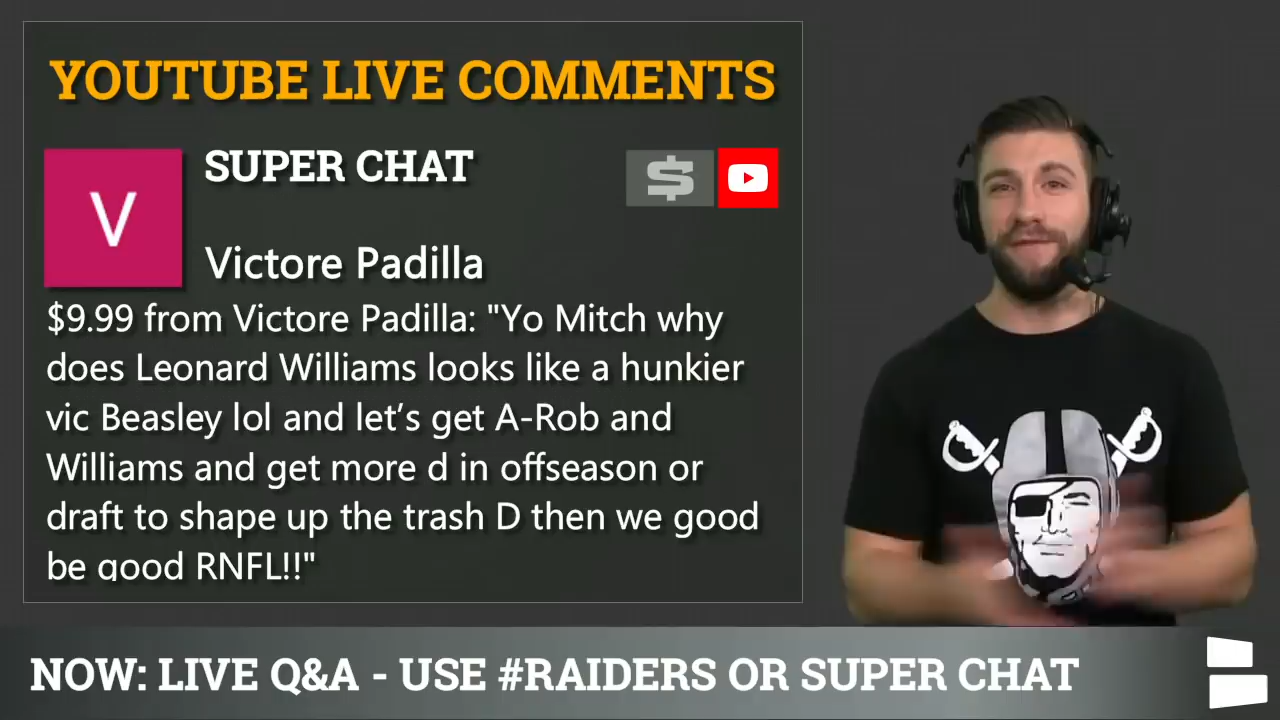 YOUTUBE LIVE COMMENTS
V
SUPER CHAT
$
Victore Padilla
$9.99 from Victore Padilla: "Yo Mitch why
does Leonard Williams looks like a hunkier
vic Beasley lol and let’s get A-Rob and
Williams and get more d in offseason or
draft to shape up the trash D then we good
be good RNFL!!"
NOW: LIVE Q&A - USE #RAIDERS OR SUPER CHAT